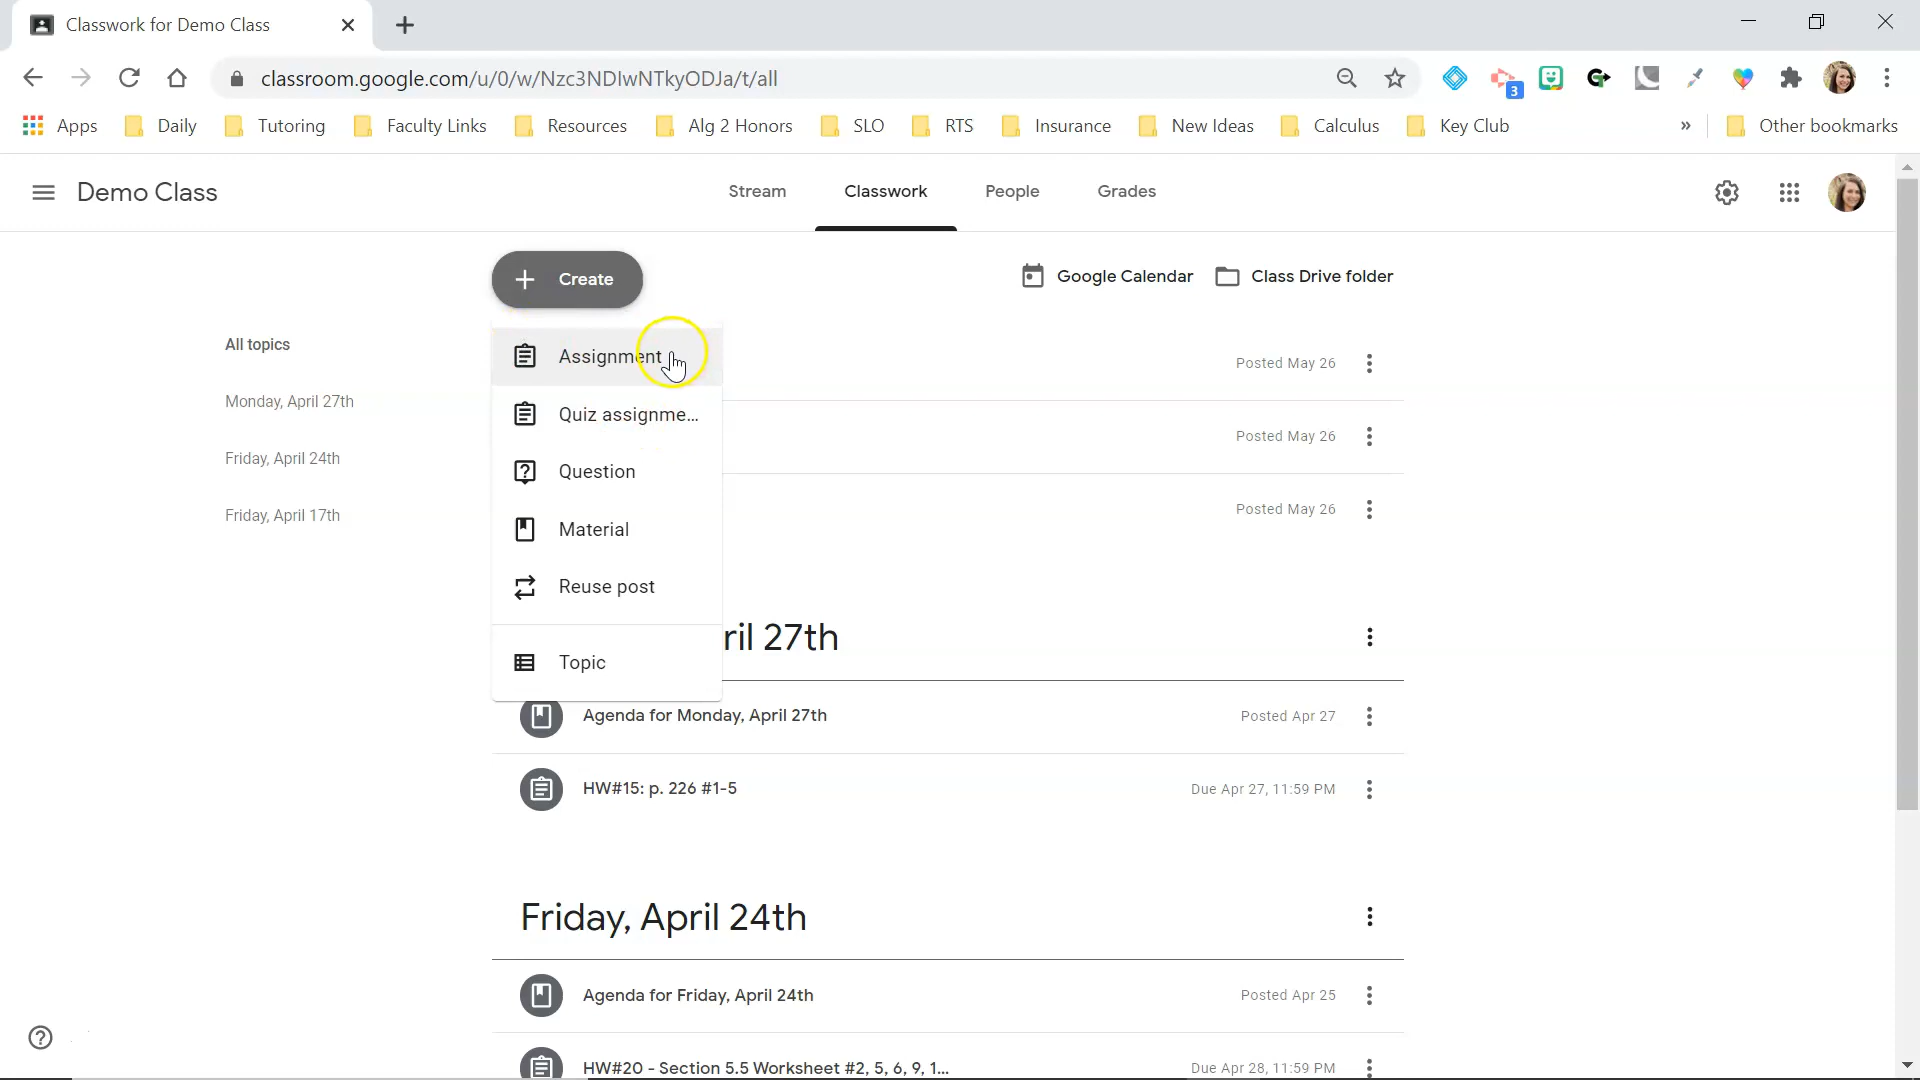 Classwork for Demo Class
classroom.google.com/u/0/w/Nzc3NDIwNTkyODJa/t/all
3
Apps Daily Tutoring Faculty Links Resources Alg 2 Honors SLO RTS Insurance New Ideas Calculus Key Club » Other bookmarks
Demo Class Stream Classwork People Grades
Create Google Calendar Class Drive folder
All topics
Monday, April 27th
Friday, April 24th
Friday, April 17th
Assignment
Quiz assignme...
Question
Material
Reuse post
Topic
Posted May 26
Posted May 26
Posted May 26
ril 27th
Agenda for Monday, April 27th Posted Apr 27
HW#15: p. 226 #1-5 Due Apr 27, 11:59 PM
Friday, April 24th
Agenda for Friday, April 24th Posted Apr 25
HW#20 - Section 5.5 Worksheet #2, 5, 6, 9, 1... Due Apr 28, 11:59 PM